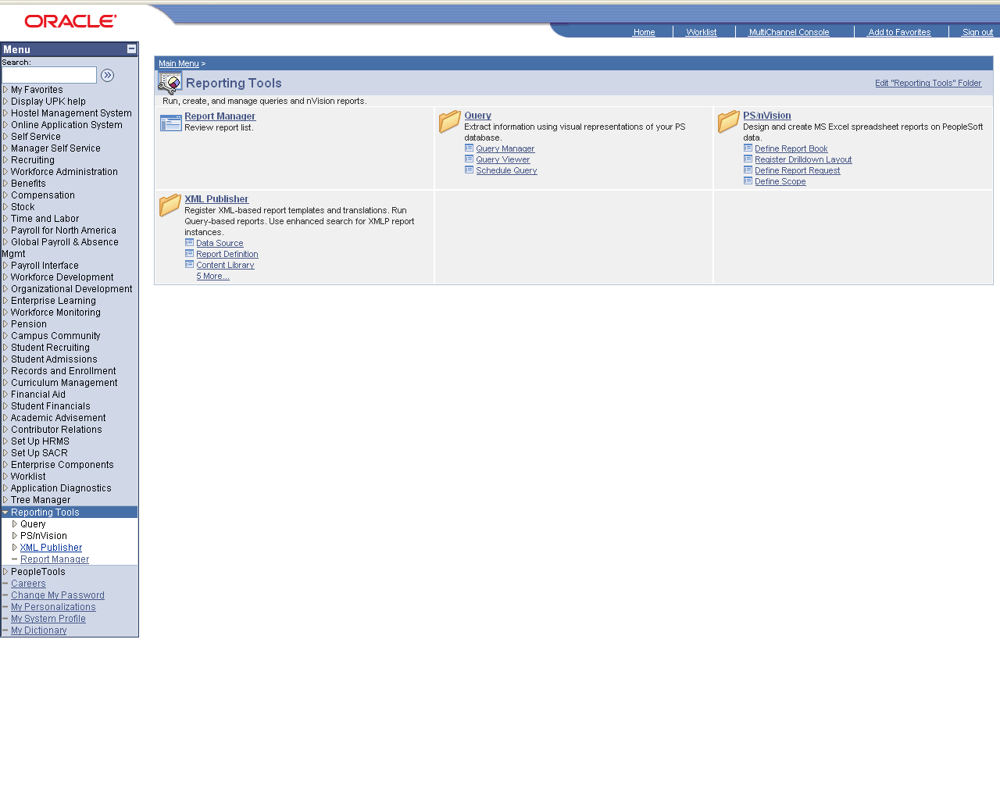 ORACLE
Home
Worklist
MultiChannel Console
Add to Favorites
Sign out
Menu
Search:
My Favorites
Display UPK help
Hostel Management System
Online Application System
Self Service
Manager Self Service
Recruiting
Workforce Administration
Benefits
Compensation
Stock
Time and Labor
Payroll for North America
Global Payroll & Absence
Mgmt
Payroll Interface
Workforce Development
Organizational Development
Enterprise Learning
Workforce Monitoring
Pension
Campus Community
Student Recruiting
Student Admissions
Records and Enrollment
Curriculum Management
Financial Aid
Student Financials
Academic Advisement
Contributor Relations
Set Up HRMS
Set Up SACR
Enterprise Components
Worklist
Application Diagnostics
Tree Manager
Reporting Tools
Query
PS/nVision
XML Publisher
Report Manager
PeopleTools
Careers
Change My Password
My Personalizations
My System Profile
My Dictionary
Main Menu >
Reporting Tools
Edit "Reporting Tools" Folder
Run, create, and manage queries and nVision reports.
Report Manager
Review report list.
Query
Extract information using visual representations of your PS
database.
Query Manager
Query Viewer
Schedule Query
PS/nVision
Design and create MS Excel spreadsheet reports on PeopleSoft
data.
Define Report Book
Register Drilldown Layout
Define Report Request
Define Scope
XML Publisher
Register XML-based report templates and translations. Run
Query-based reports. Use enhanced search for XMLP report
instances.
Data Source
Report Definition
Content Library
5 More...